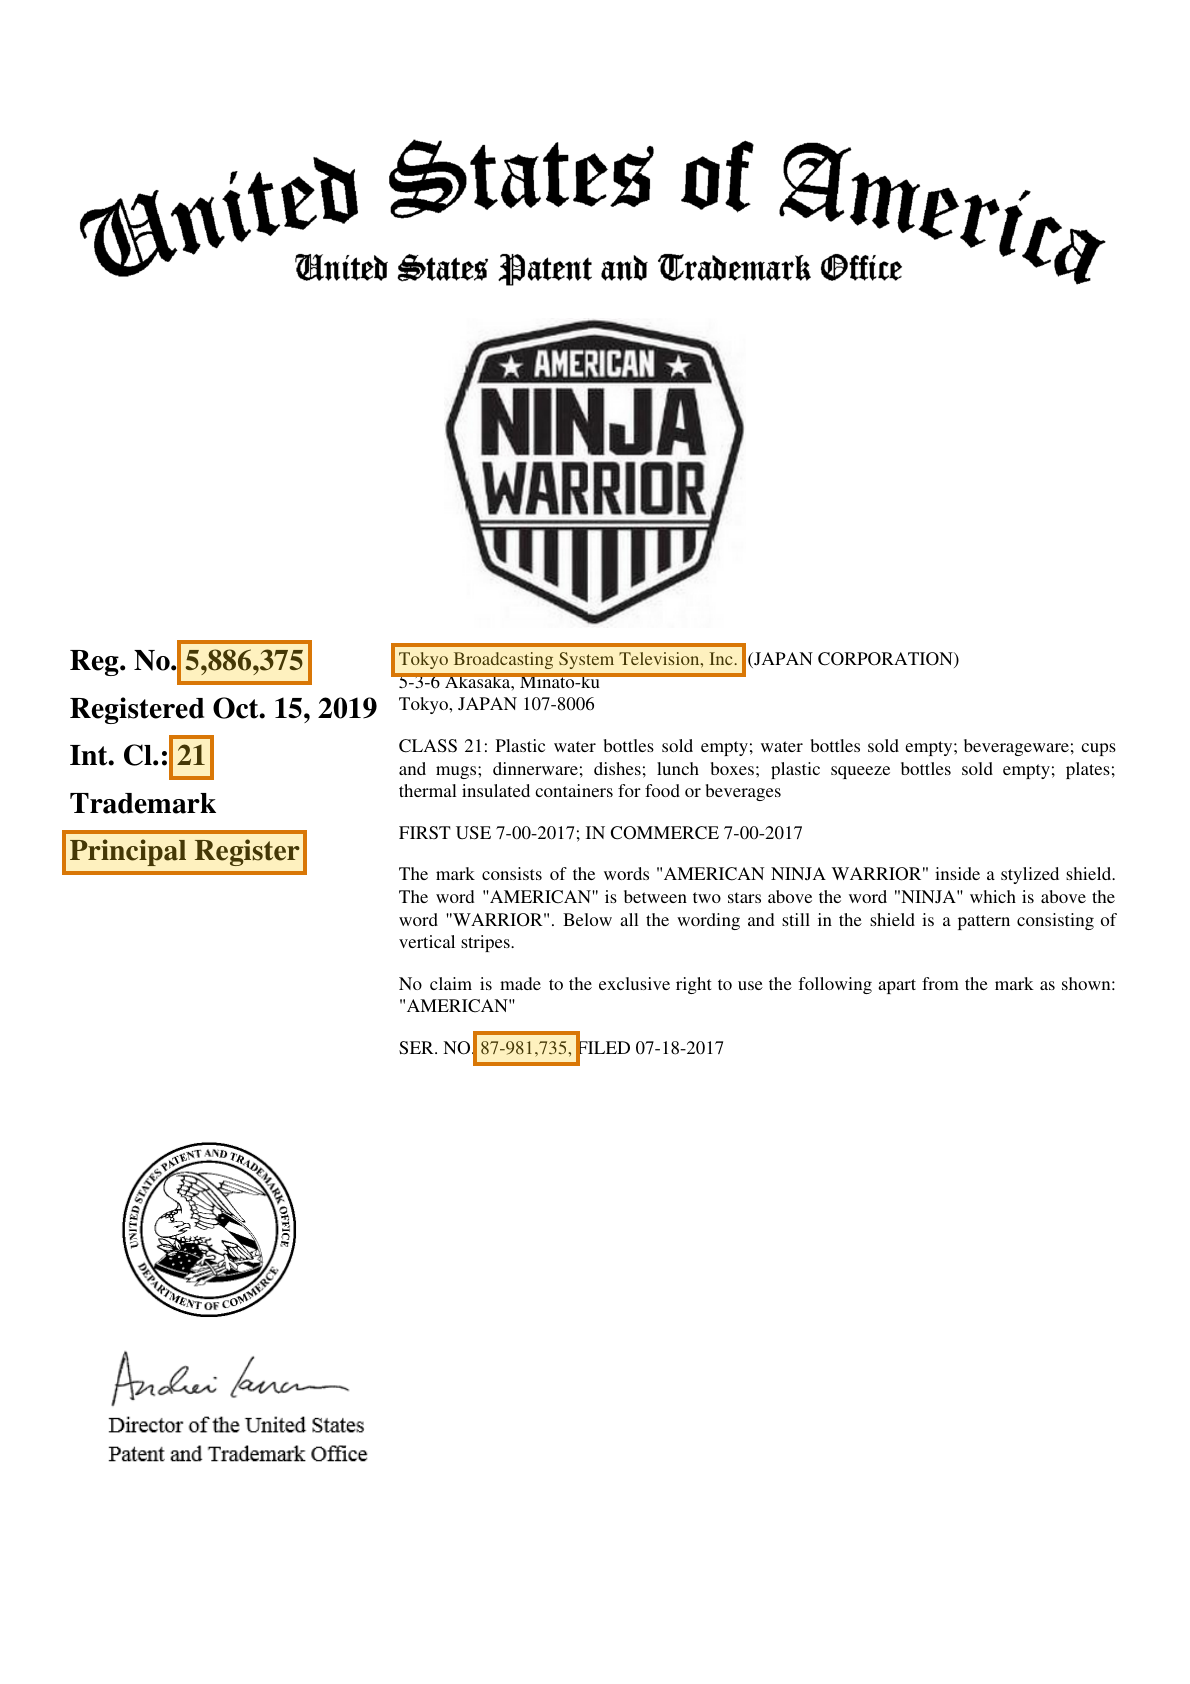 United States of America
United States Patent and Trademark Office
AMERICAN
NINJA
WARRIOR
Reg. No. 5,886,375
Registered Oct. 15, 2019
Int. Cl.: 21
Trademark
Principal Register
Tokyo Broadcasting System Television, Inc. (JAPAN CORPORATION)
5-3-6 Akasaka, Minato-ku
Tokyo, JAPAN 107-8006
CLASS 21: Plastic water bottles sold empty; water bottles sold empty; beverageware; cups
and mugs; dinnerware; dishes; lunch boxes; plastic squeeze bottles sold empty; plates;
thermal insulated containers for food or beverages
FIRST USE 7-00-2017; IN COMMERCE 7-00-2017
The mark consists of the words "AMERICAN NINJA WARRIOR" inside a stylized shield.
The word "AMERICAN" is between two stars above the word "NINJA" which is above the
word "WARRIOR". Below all the wording and still in the shield is a pattern consisting of
vertical stripes.
No claim is made to the exclusive right to use the following apart from the mark as shown:
"AMERICAN"
SER. NO. 87-981,735, FILED 07-18-2017
UNITED STATES PATENT AND TRADEMARK OFFICE
DEPARTMENT OF COMMERCE
Andrei Iancu
Director of the United States
Patent and Trademark Office